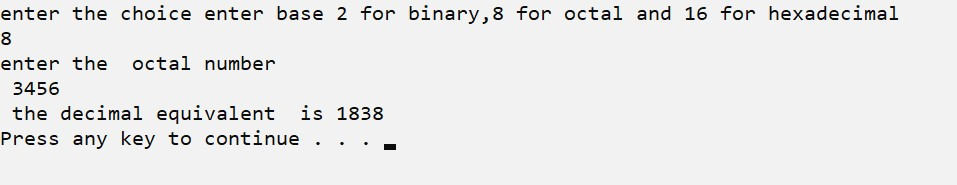 enter the choice enter base 2 for binary,8 for octal and 16 for hexadecimal
8
enter the  octal number
 3456
 the decimal equivalent  is 1838
Press any key to continue . . .